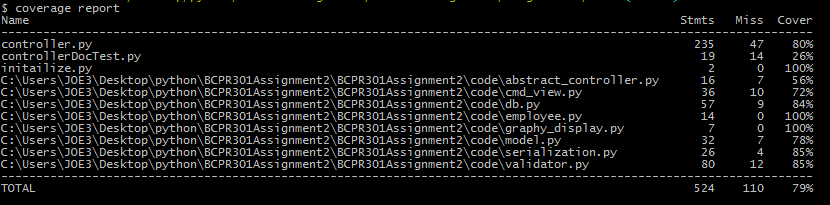 $ coverage report
Name Stmts Miss Cover
controller.py 235 47 80%
controllerDocTest.py 19 14 26%
initailize.py 2 0 100%
C:\Users\JOE3\Desktop\python\BCPR301Assignment2\BCPR301Assignment2\code\abstract_controller.py 16 7 56%
C:\Users\JOE3\Desktop\python\BCPR301Assignment2\BCPR301Assignment2\code\cmd_view.py 36 10 72%
C:\Users\JOE3\Desktop\python\BCPR301Assignment2\BCPR301Assignment2\code\db.py 57 9 84%
C:\Users\JOE3\Desktop\python\BCPR301Assignment2\BCPR301Assignment2\code\employee.py 14 0 100%
C:\Users\JOE3\Desktop\python\BCPR301Assignment2\BCPR301Assignment2\code\graphy_display.py 7 0 100%
C:\Users\JOE3\Desktop\python\BCPR301Assignment2\BCPR301Assignment2\code\model.py 32 7 78%
C:\Users\JOE3\Desktop\python\BCPR301Assignment2\BCPR301Assignment2\code\serialization.py 26 4 85%
C:\Users\JOE3\Desktop\python\BCPR301Assignment2\BCPR301Assignment2\code\validator.py 80 12 85%
TOTAL 524 110 79%